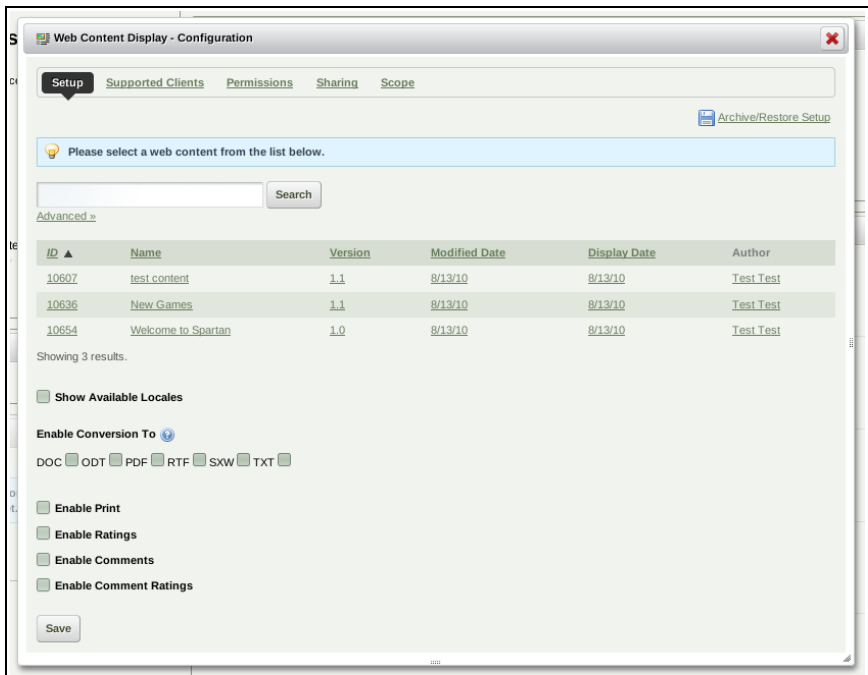 Web Content Display - Configuration
Setup Supported Clients Permissions Sharing Scope
Archive/Restore Setup
Please select a web content from the list below.
Search
Advanced »
ID ▲ Name Version Modified Date Display Date Author
10607 test content 1.1 8/13/10 8/13/10 Test Test
10636 New Games 1.1 8/13/10 8/13/10 Test Test
10654 Welcome to Spartan 1.0 8/13/10 8/13/10 Test Test
Showing 3 results.
Show Available Locales
Enable Conversion To
DOC ODT PDF RTF SXW TXT
Enable Print
Enable Ratings
Enable Comments
Enable Comment Ratings
Save